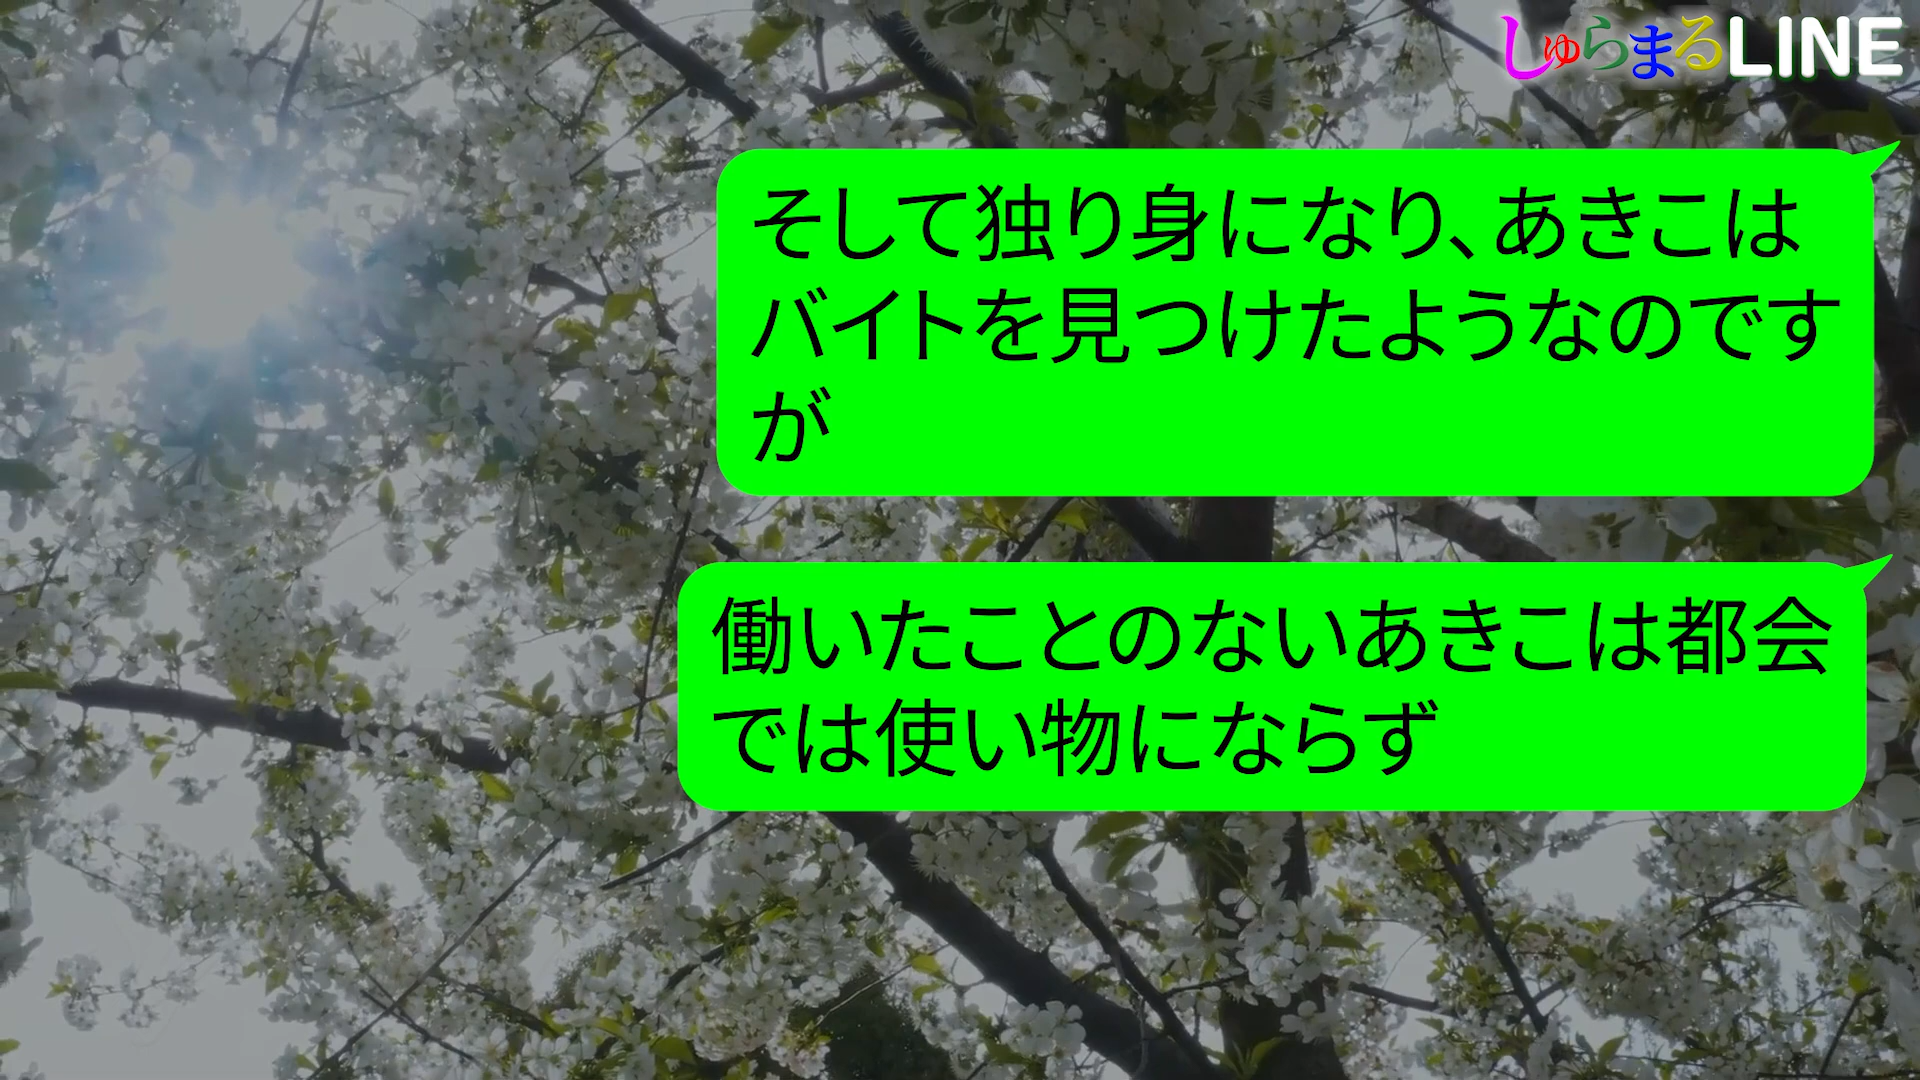 しゅらまるLINE
そして独り身になり、あきこは
バイトを見つけたようなのです
が
働いたことのないあきこは都会
では使い物にならず